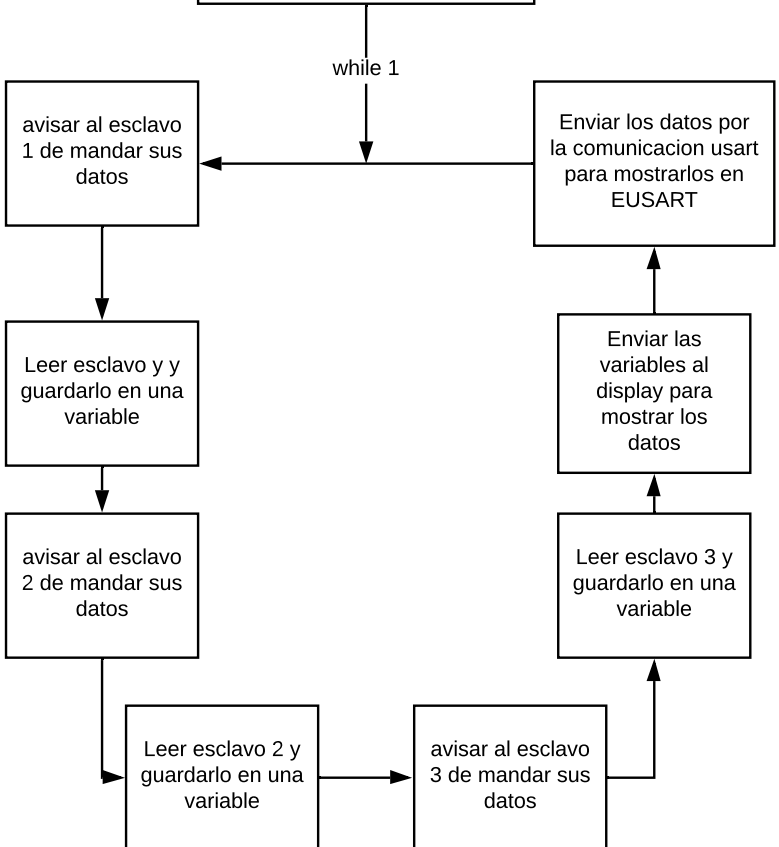 while 1
avisar al esclavo
1 de mandar sus
datos
Leer esclavo y y
guardarlo en una
variable
avisar al esclavo
2 de mandar sus
datos
Leer esclavo 2 y
guardarlo en una
variable
avisar al esclavo
3 de mandar sus
datos
Leer esclavo 3 y
guardarlo en una
variable
Enviar las
variables al
display para
mostrar los
datos
Enviar los datos por
la comunicacion usart
para mostrarlos en
EUSART